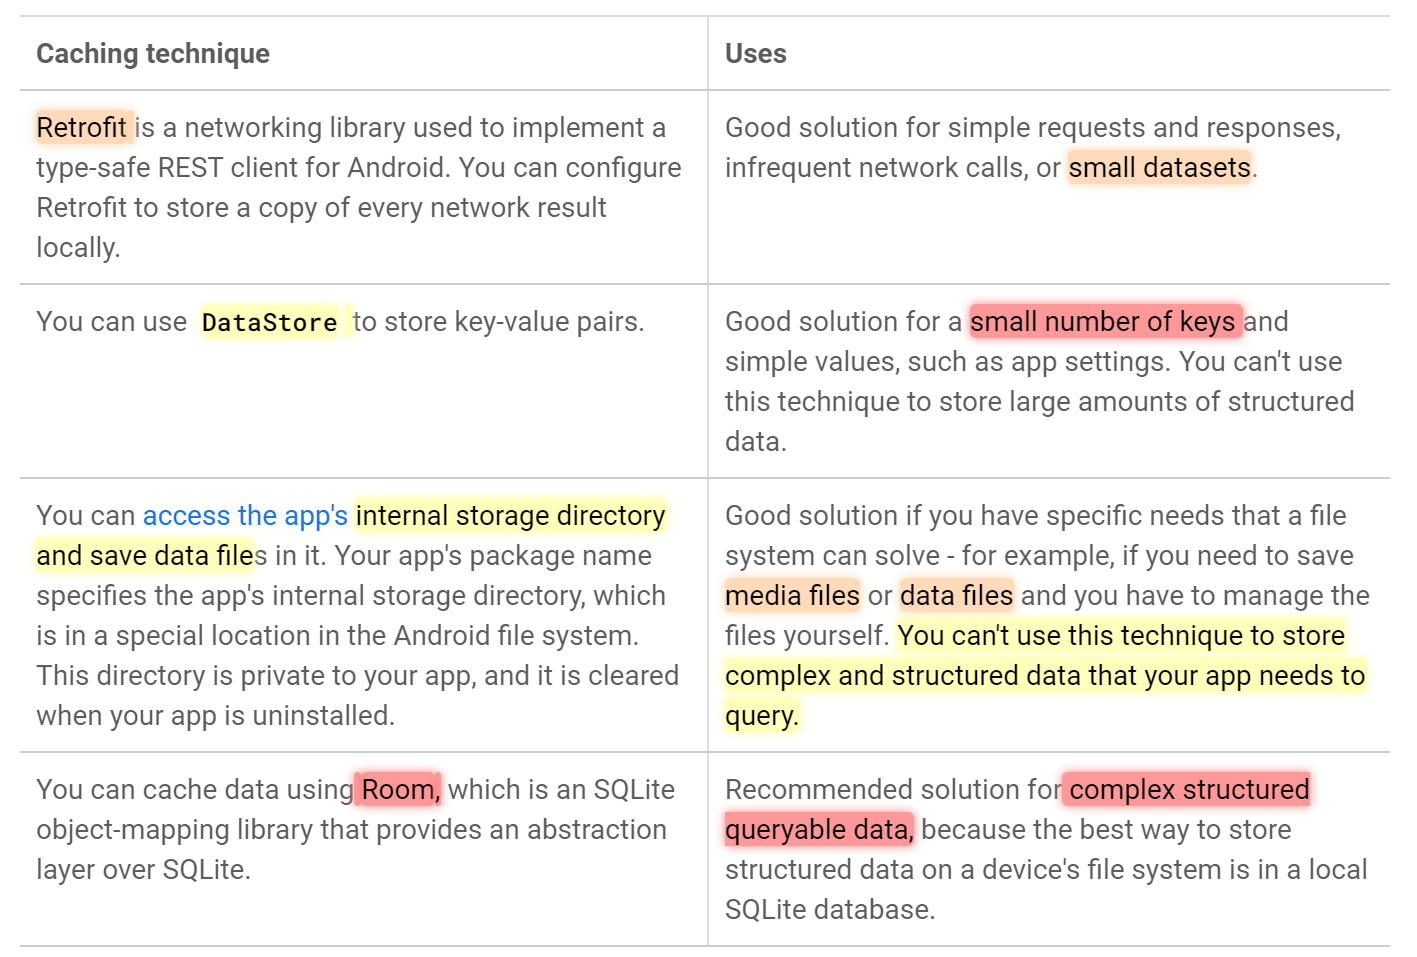 Caching technique
Uses
Retrofit is a networking library used to implement a
type-safe REST client for Android. You can configure
Retrofit to store a copy of every network result
locally.
Good solution for simple requests and responses,
infrequent network calls, or small datasets.
You can use DataStore to store key-value pairs.
Good solution for a small number of keys and
simple values, such as app settings. You can't use
this technique to store large amounts of structured
data.
You can access the app's internal storage directory
and save data files in it. Your app's package name
specifies the app's internal storage directory, which
is in a special location in the Android file system.
This directory is private to your app, and it is cleared
when your app is uninstalled.
Good solution if you have specific needs that a file
system can solve - for example, if you need to save
media files or data files and you have to manage the
files yourself. You can't use this technique to store
complex and structured data that your app needs to
query.
You can cache data using Room, which is an SQLite
object-mapping library that provides an abstraction
layer over SQLite.
Recommended solution for complex structured
queryable data, because the best way to store
structured data on a device's file system is in a local
SQLite database.